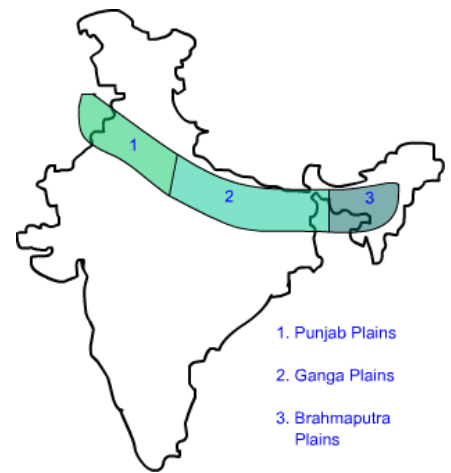 1
2
3
1. Punjab Plains
2. Ganga Plains
3. Brahmaputra
Plains